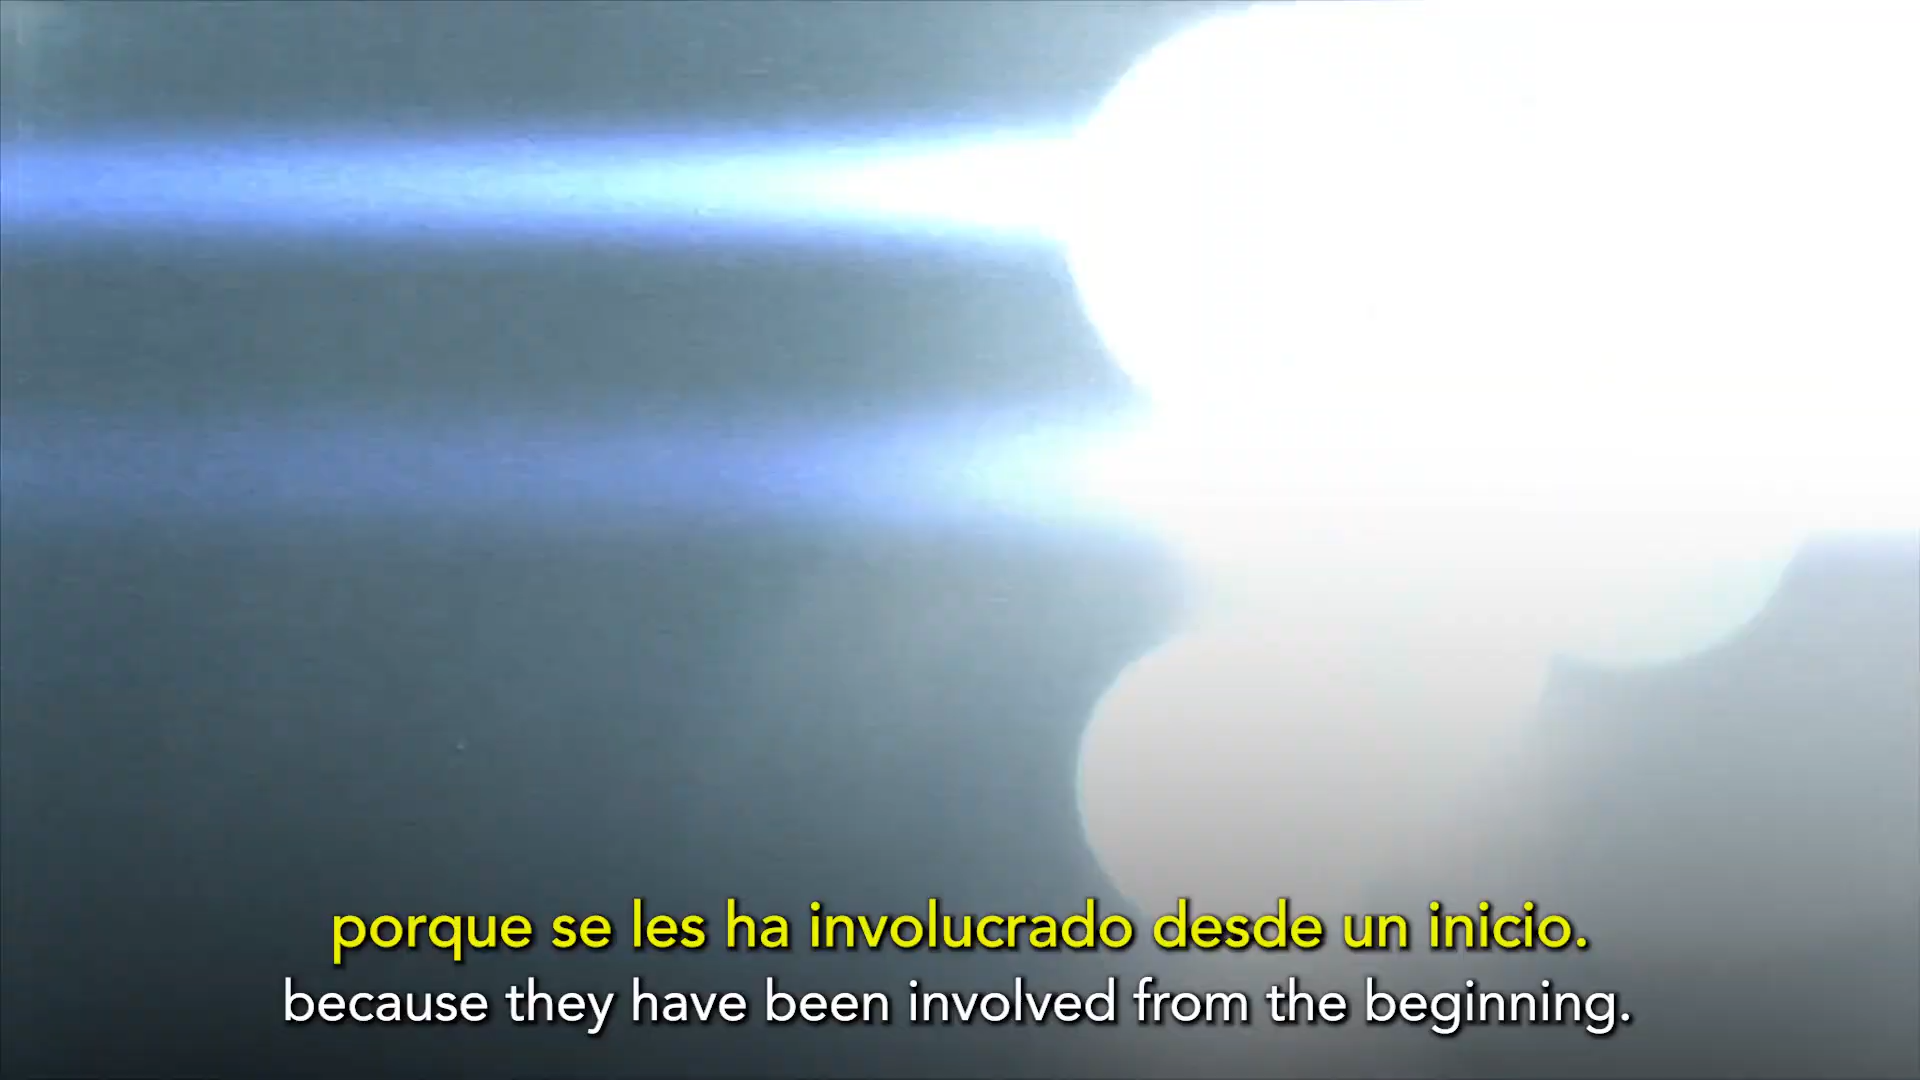 porque se les ha involucrado desde un inicio.
because they have been involved from the beginning.